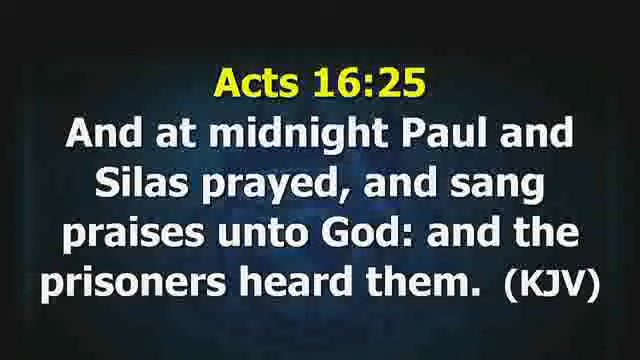 Acts 16:25
And at midnight Paul and
Silas prayed, and sang
praises unto God: and the
prisoners heard them. (KJV)